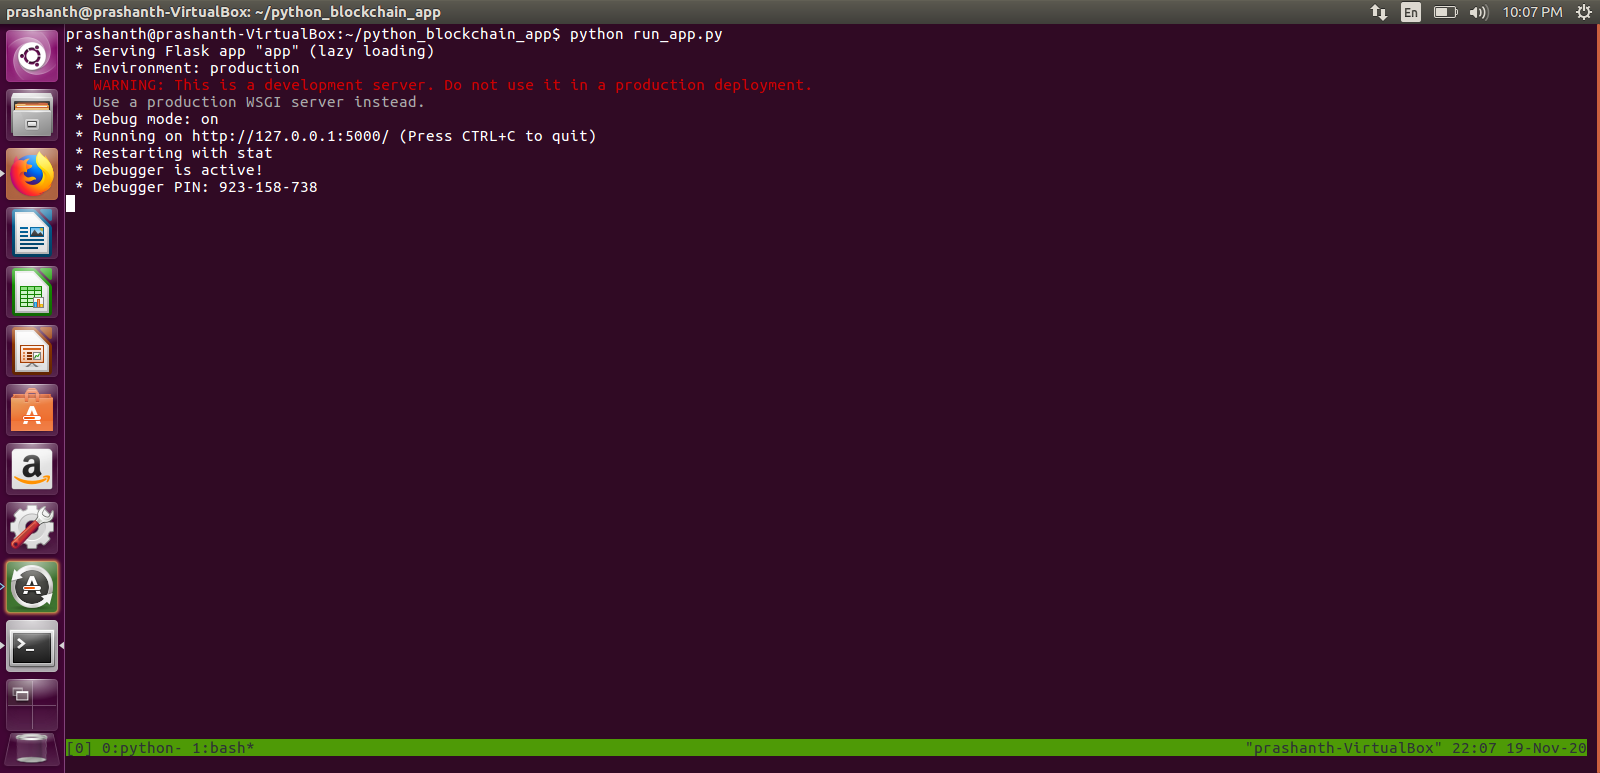 prashanth@prashanth-VirtualBox: ~/python_blockchain_app
En
10:07 PM
prashanth@prashanth-VirtualBox:~/python_blockchain_app$ python run_app.py
* Serving Flask app "app" (lazy loading)
* Environment: production
WARNING: This is a development server. Do not use it in a production deployment.
Use a production WSGI server instead.
* Debug mode: on
* Running on http://127.0.0.1:5000/ (Press CTRL+C to quit)
* Restarting with stat
* Debugger is active!
* Debugger PIN: 923-158-738
[0] 0:python- 1:bash*
"prashanth-VirtualBox" 22:07 19-Nov-20